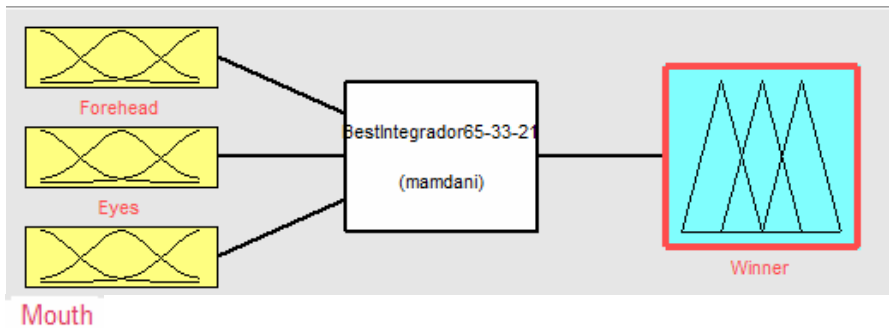 Forehead
BestIntegrador65-33-21
(mamdani)
Eyes
Winner
Mouth